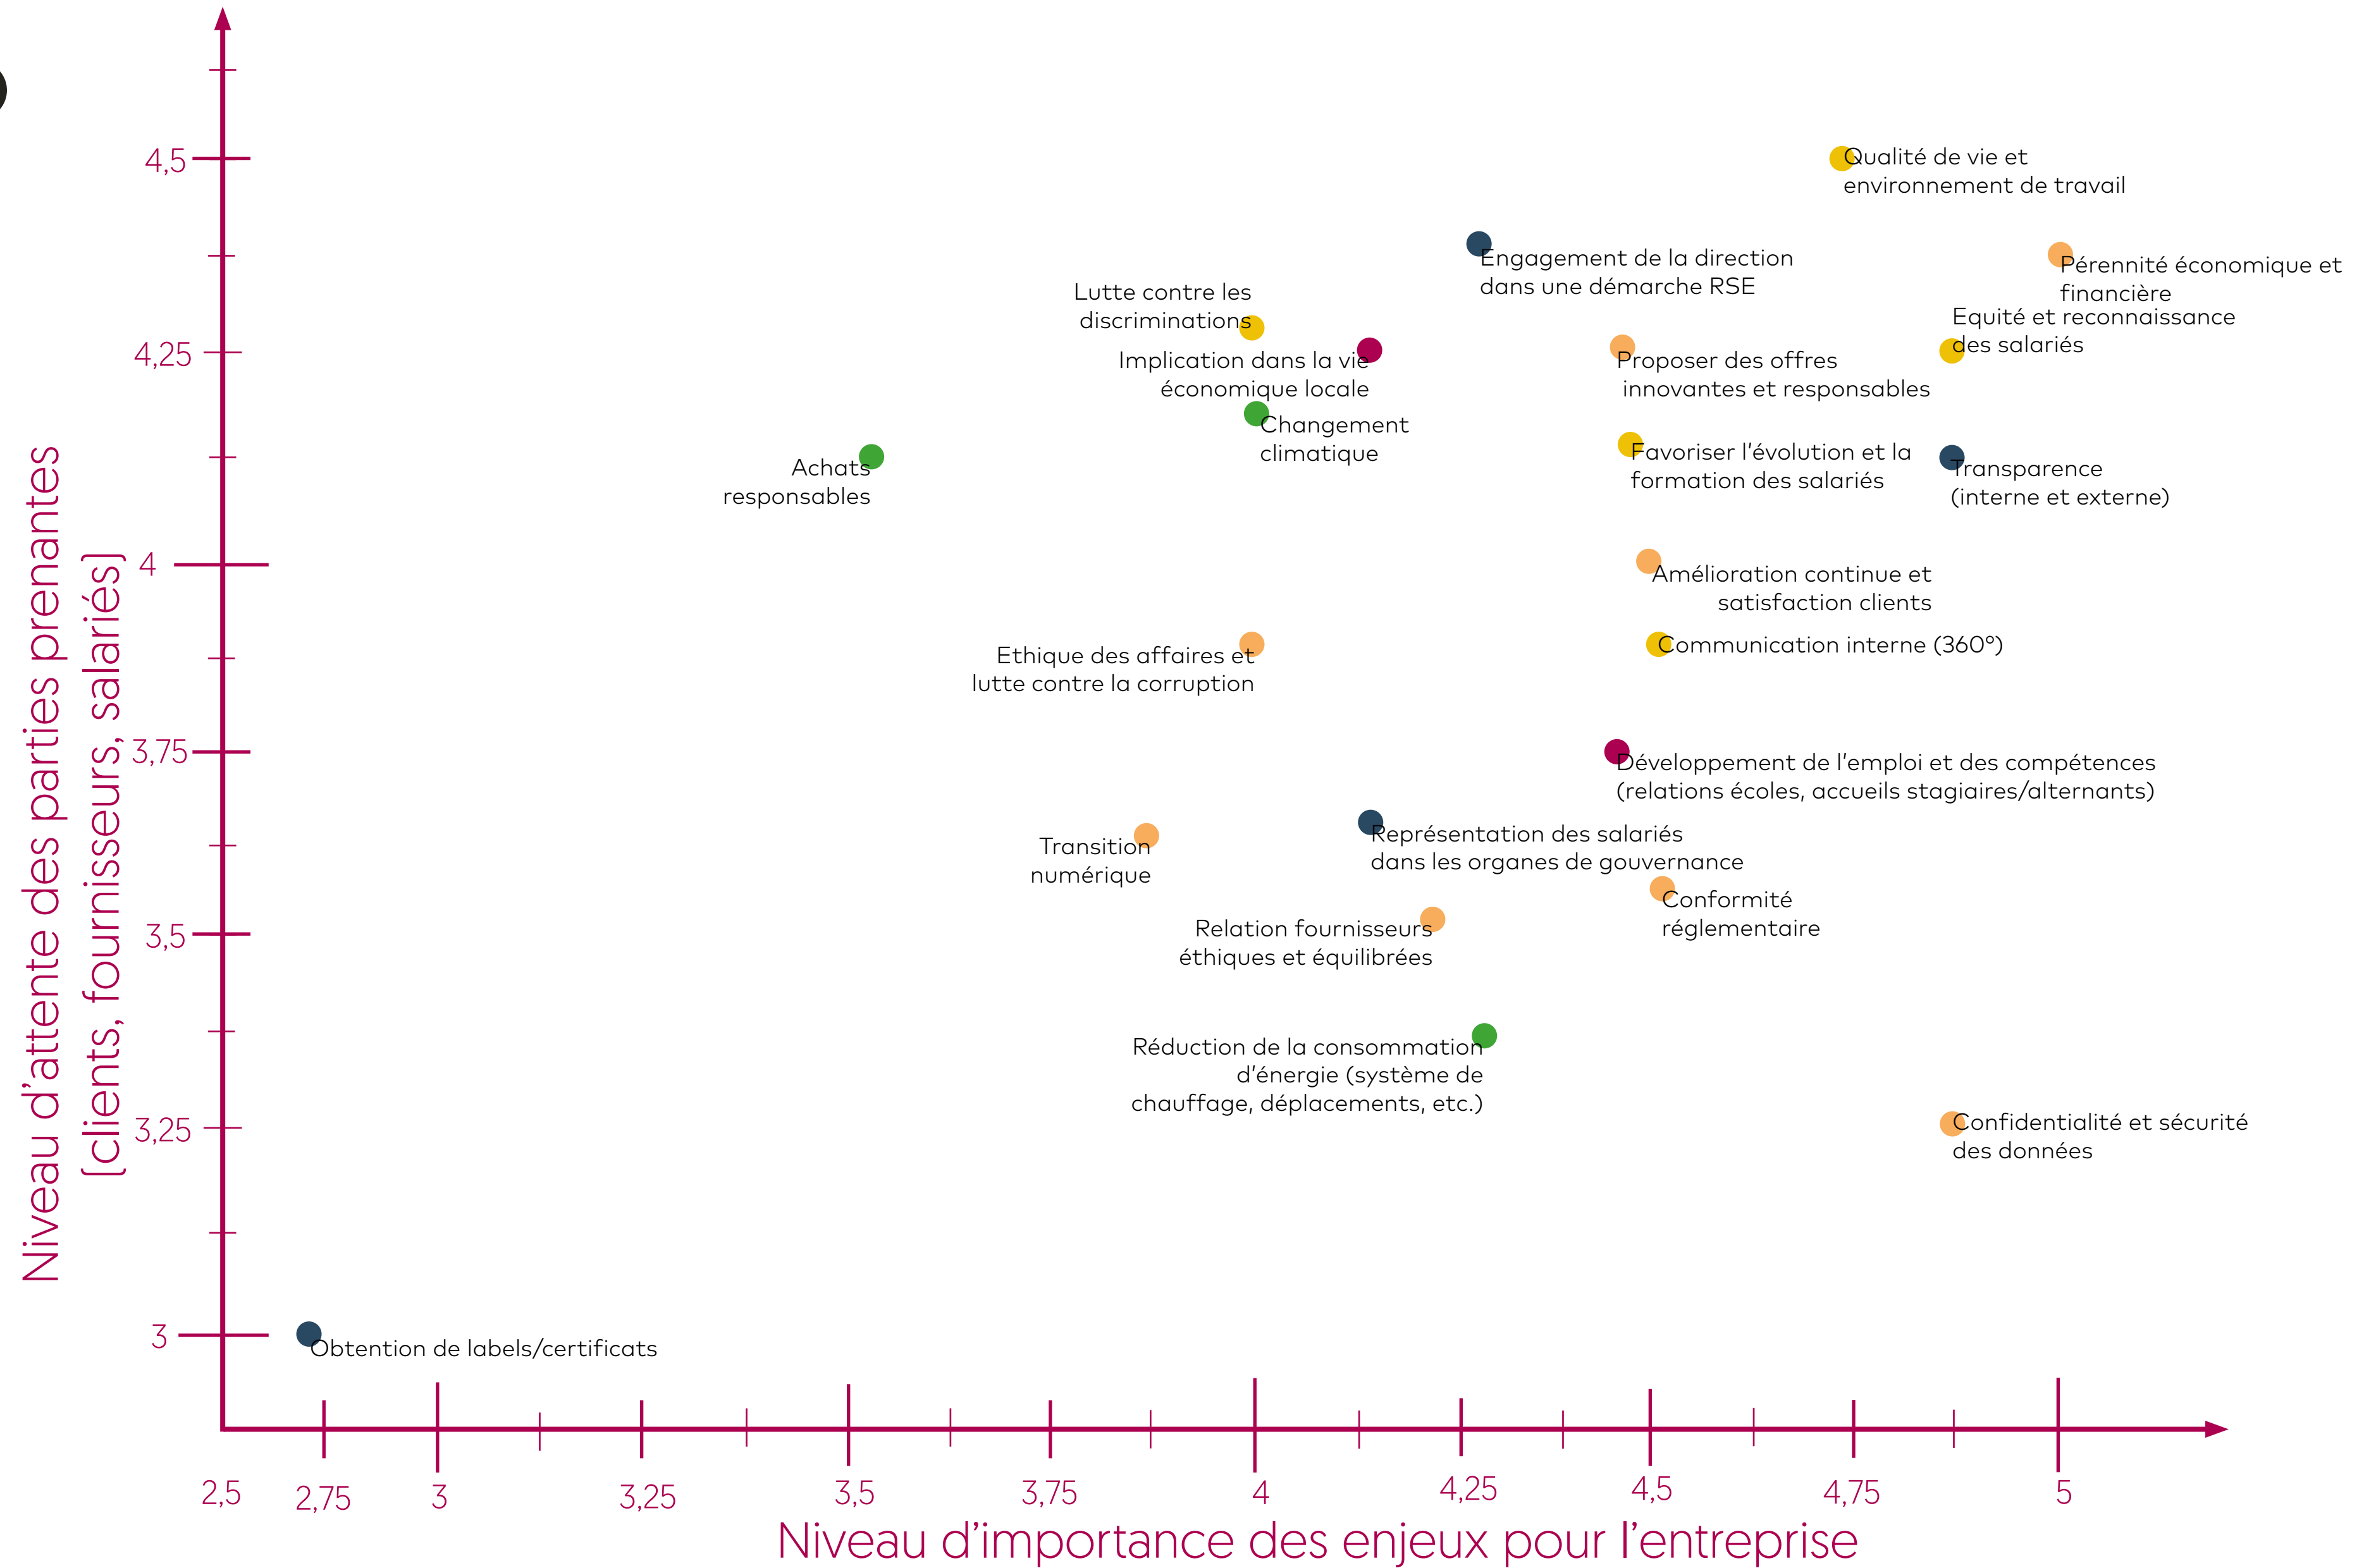 4,5
4,25
4
3,75
3,5
3,25
3
Niveau d'attente des parties prenantes
(clients, fournisseurs, salariés)
Qualité de vie et
environnement de travail
Engagement de la direction
dans une démarche RSE
Pérennité économique et
financière
Lutte contre les
discriminations
Equité et reconnaissance
des salariés
Implication dans la vie
économique locale
Proposer des offres
innovantes et responsables
Changement
climatique
Achats
responsables
Favoriser l'évolution et la
formation des salariés
Transparence
(interne et externe)
Amélioration continue et
satisfaction clients
Communication interne (360°)
Ethique des affaires et
lutte contre la corruption
Développement de l'emploi et des compétences
(relations écoles, accueils stagiaires/alternants)
Représentation des salariés
dans les organes de gouvernance
Transition
numérique
Conformité
réglementaire
Relation fournisseurs
éthiques et équilibrées
Réduction de la consommation
d'énergie (système de
chauffage, déplacements, etc.)
Confidentialité et sécurité
des données
Obtention de labels/certificats
2,5
2,75
3
3,25
3,5
3,75
4
4,25
4,5
4,75
5
Niveau d'importance des enjeux pour l'entreprise